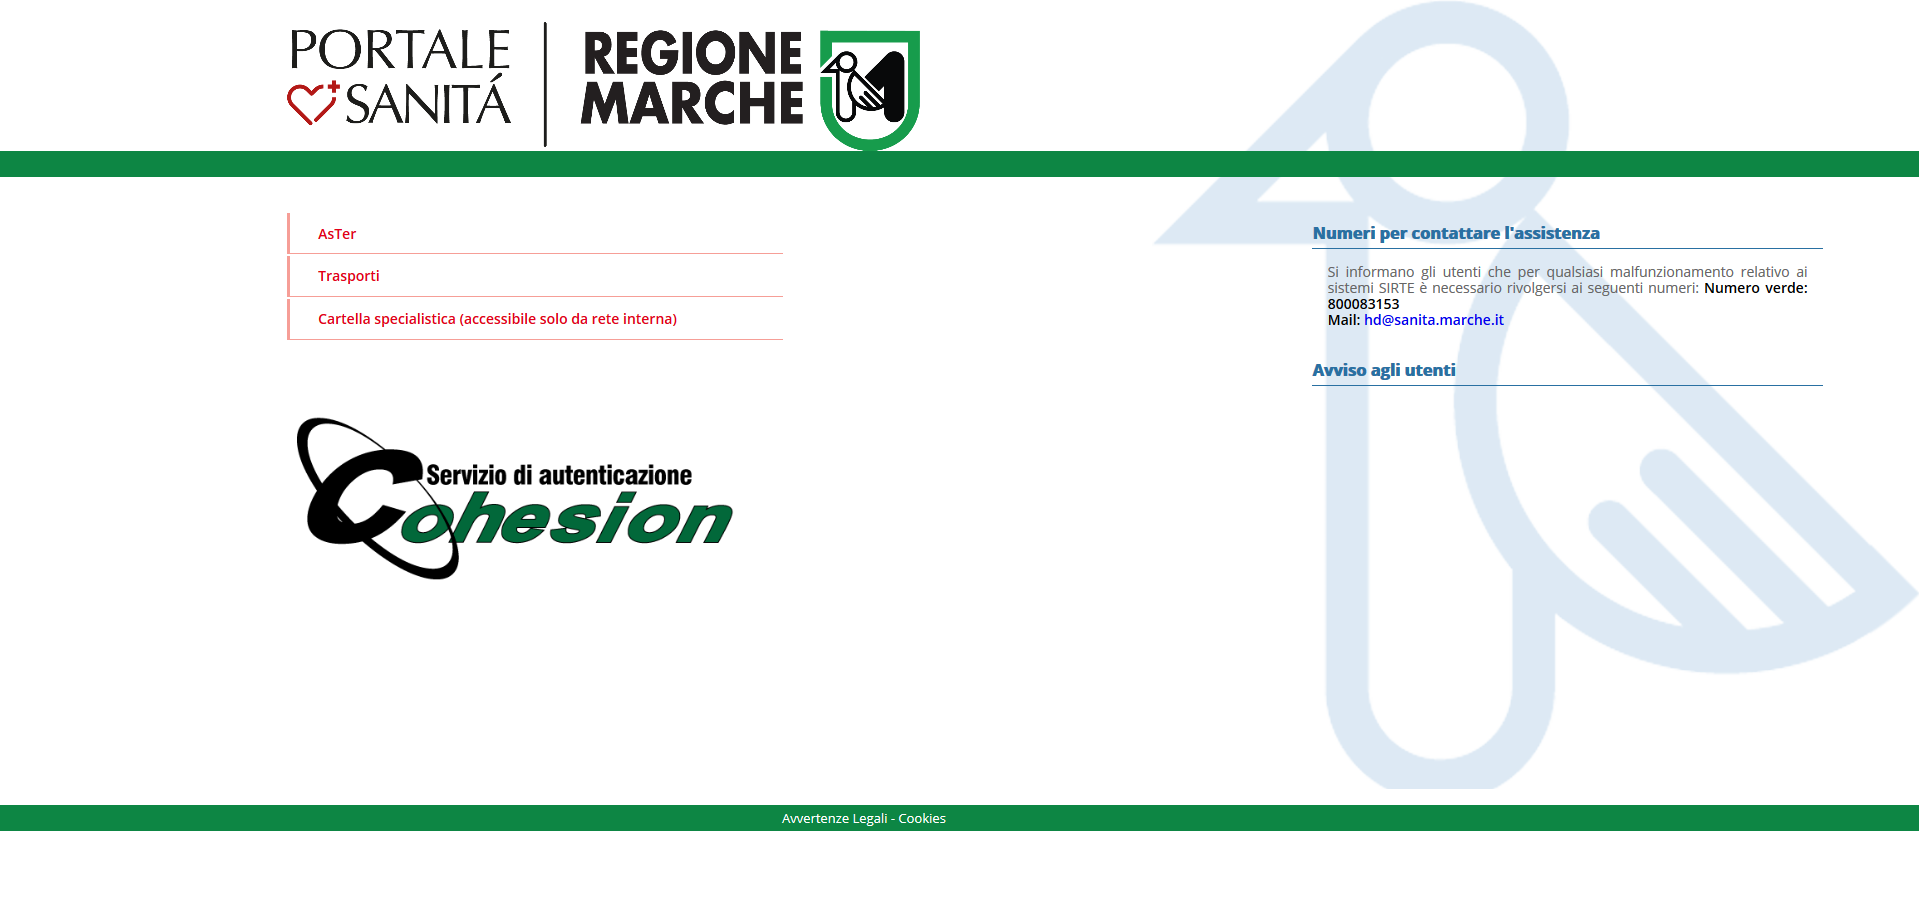 PORTALE
SANITÁ
REGIONE
MARCHE
AsTer
Trasporti
Cartella specialistica (accessibile solo da rete interna)
Servizio di autenticazione
Cohesion
Numeri per contattare l'assistenza
Si informano gli utenti che per qualsiasi malfunzionamento relativo ai
sistemi SIRTE è necessario rivolgersi ai seguenti numeri: Numero verde:
800083153
Mail: hd@sanita.marche.it
Avviso agli utenti
Avvertenze Legali - Cookies